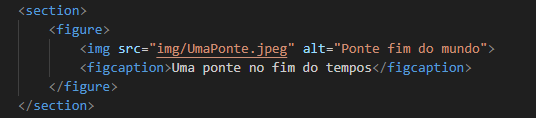 <section>
<figure>
<img src="img/UmaPonte.jpeg" alt="Ponte fim do mundo">
<figcaption>Uma ponte no fim do tempos</figcaption>
</figure>
</section>